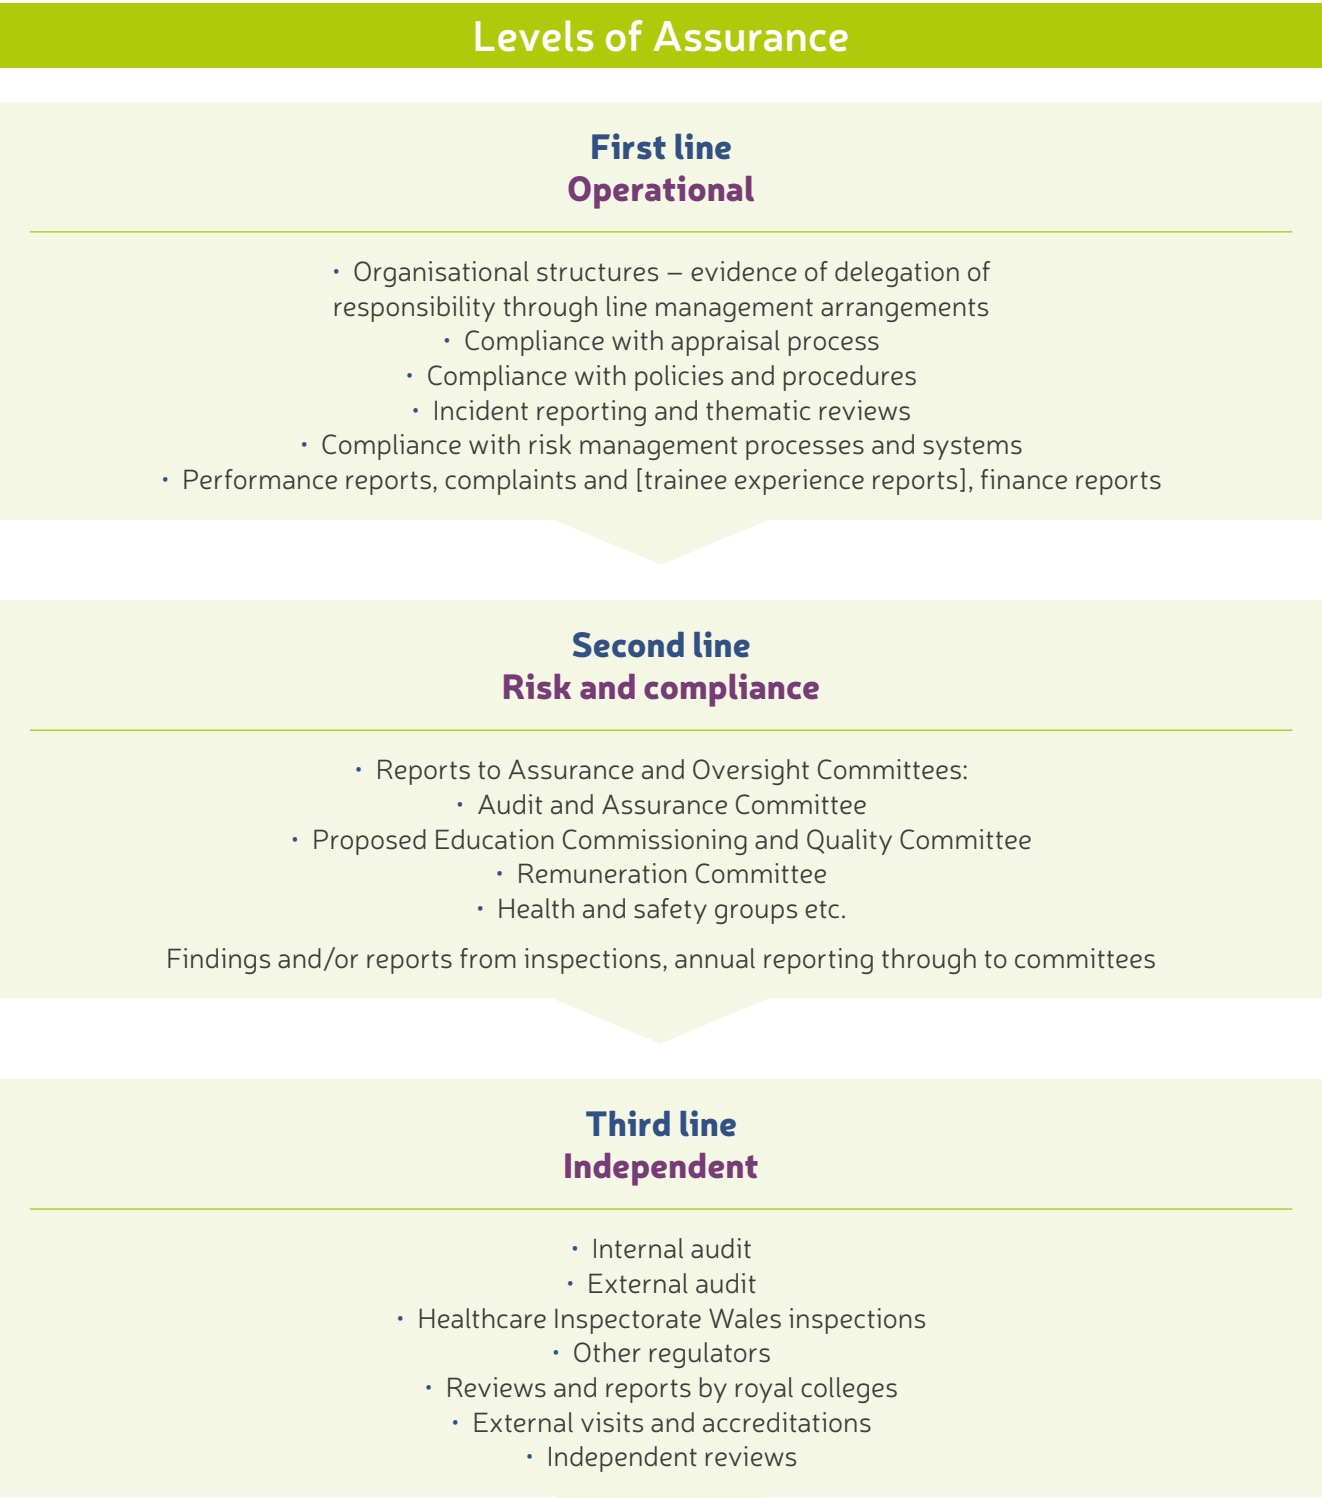 Levels of Assurance
First line
Operational
• Organisational structures – evidence of delegation of
responsibility through line management arrangements
• Compliance with appraisal process
• Compliance with policies and procedures
• Incident reporting and thematic reviews
• Compliance with risk management processes and systems
• Performance reports, complaints and [trainee experience reports], finance reports
Second line
Risk and compliance
• Reports to Assurance and Oversight Committees:
• Audit and Assurance Committee
• Proposed Education Commissioning and Quality Committee
• Remuneration Committee
• Health and safety groups etc.
Findings and/or reports from inspections, annual reporting through to committees
Third line
Independent
• Internal audit
• External audit
• Healthcare Inspectorate Wales inspections
• Other regulators
• Reviews and reports by royal colleges
• External visits and accreditations
• Independent reviews